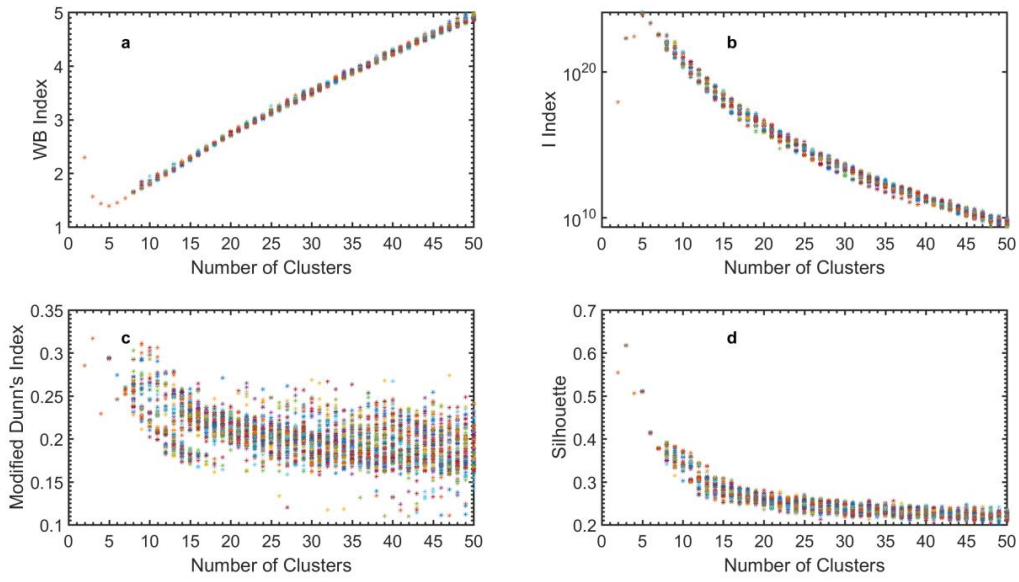 a
WB Index
5
4
3
2
1
0 5 10 15 20 25 30 35 40 45 50
Number of Clusters
b
I Index
10^20
10^10
0 5 10 15 20 25 30 35 40 45 50
Number of Clusters
c
Modified Dunn's Index
0.35
0.3
0.25
0.2
0.15
0.1
0 5 10 15 20 25 30 35 40 45 50
Number of Clusters
d
Silhouette
0.7
0.6
0.5
0.4
0.3
0.2
0 5 10 15 20 25 30 35 40 45 50
Number of Clusters